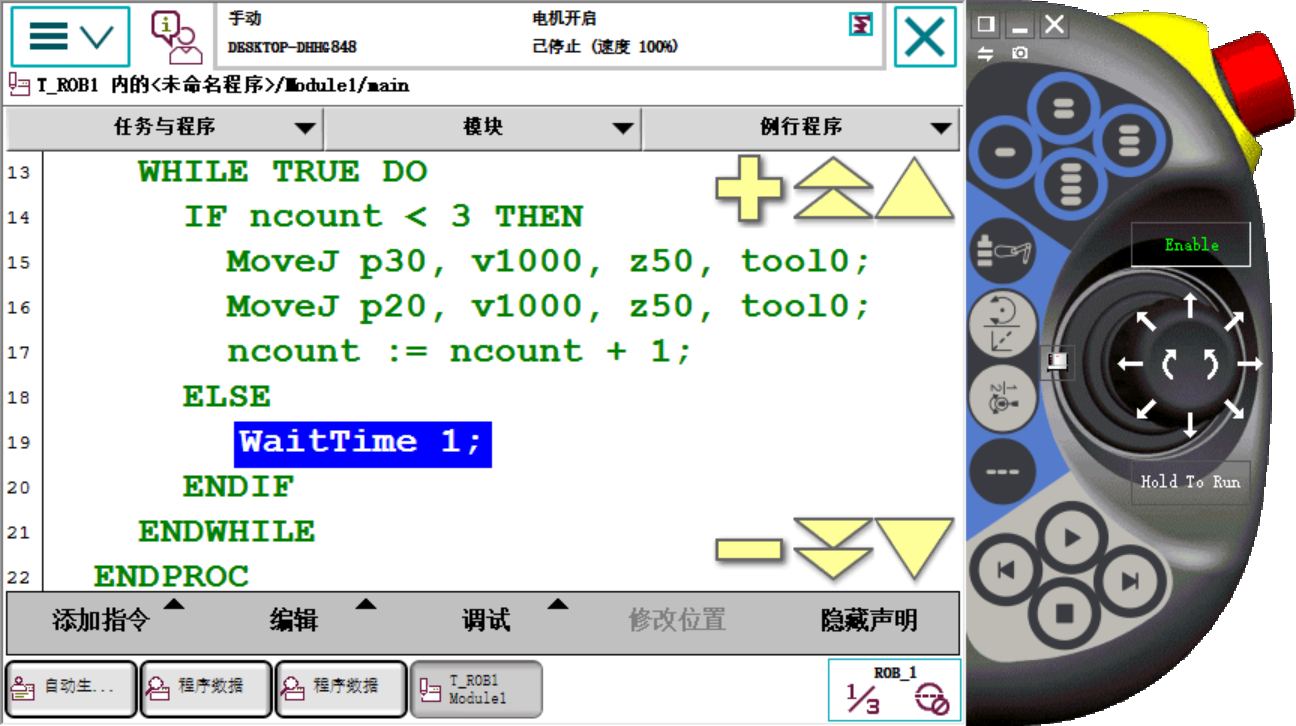 手动
电机开启
DESKTOP-DHHG848
已停止 (速度 100%)
T_ROB1 内的<未命名程序>/Module1/main
任务与程序
模块
例行程序
13 WHILE TRUE DO
14 IF ncount < 3 THEN
15 MoveJ p30, v1000, z50, tool0;
16 MoveJ p20, v1000, z50, tool0;
17 ncount := ncount + 1;
18 ELSE
19 WaitTime 1;
20 ENDIF
21 ENDWHILE
22 ENDPROC
添加指令
编辑
调试
修改位置
隐藏声明
自动生...
程序数据
程序数据
T_ROB1
Module1
ROB_1
1/3
Enable
Hold To Run